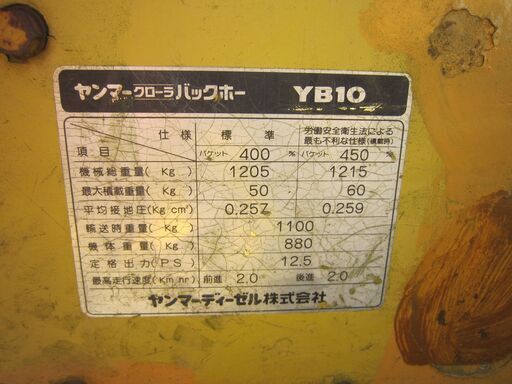 ヤンマークローラバックホー YB10
仕様 標準 労働安全衛生法による
最も不利な仕様(積載時)
項目 バケット 400 % バケット 450 %
機械総重量(Kg) 1205 1215
最大積載重量(Kg) 50 60
平均接地圧(Kg cm²) 0.257 0.259
輸送時重量(Kg) 1100
機体重量(Kg) 880
定格出力(PS) 12.5
最高走行速度(Km/hr) 前進 2.0 後進 2.0
ヤンマーディーゼル株式会社